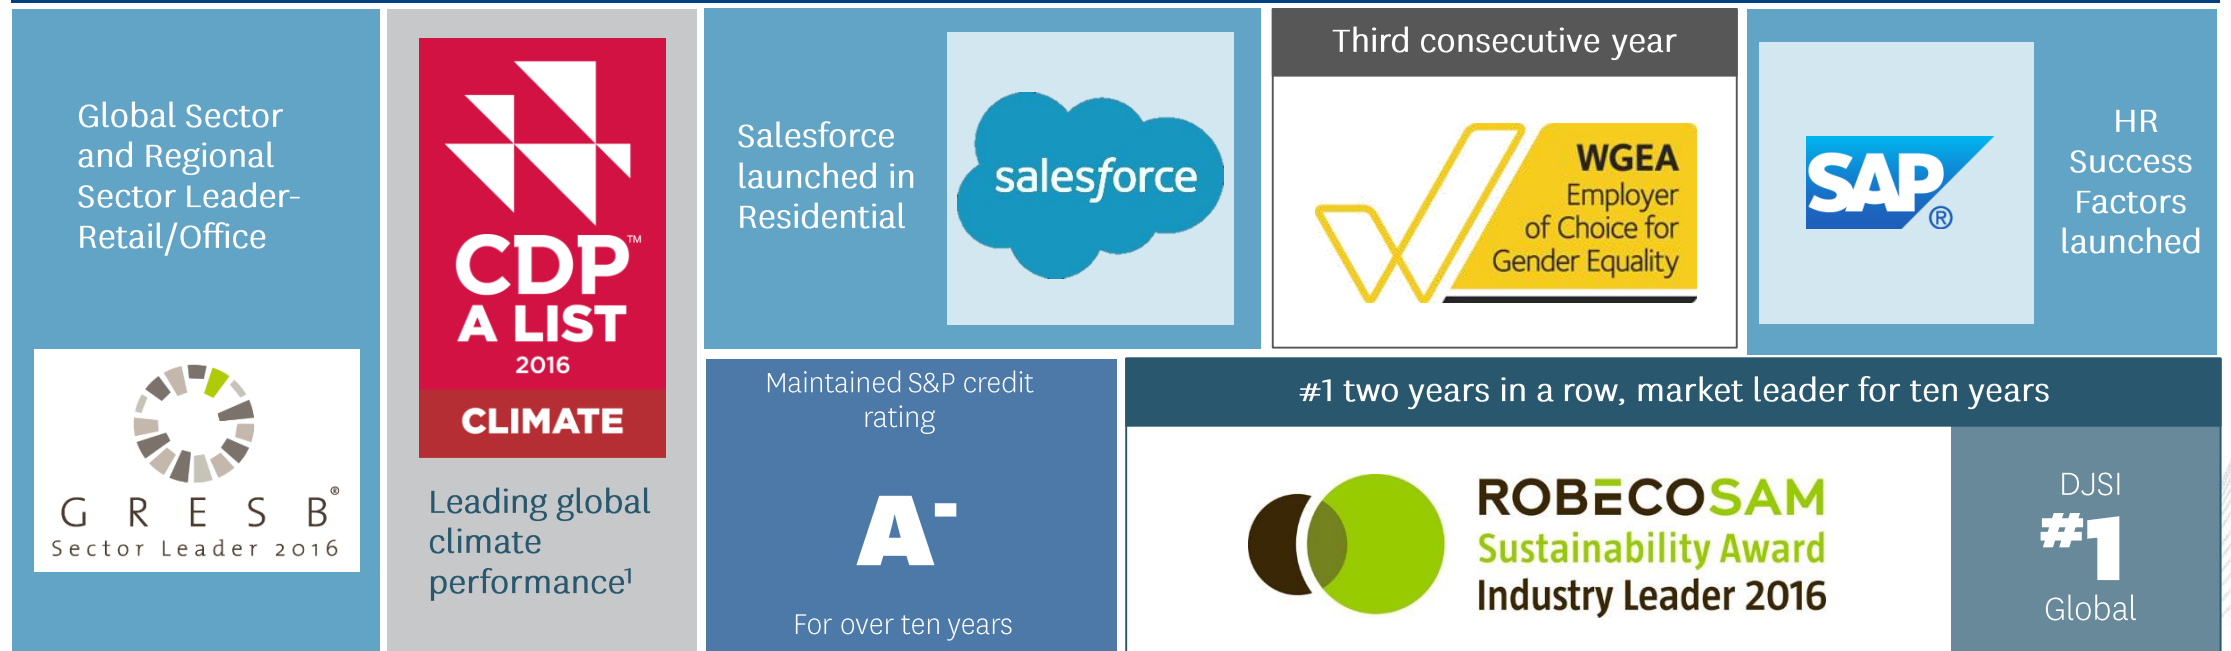 Global Sector
and Regional
Sector Leader-
Retail/Office
G R E S B®
Sector Leader 2016
CDP™
A LIST
2016
CLIMATE
Leading global
climate
performance¹
Salesforce
launched in
Residential
salesforce
Third consecutive year
WGEA
Employer
of Choice for
Gender Equality
SAP®
HR
Success
Factors
launched
Maintained S&P credit
rating
A-
For over ten years
#1 two years in a row, market leader for ten years
ROBECOSAM
Sustainability Award
Industry Leader 2016
DJSI
#1
Global